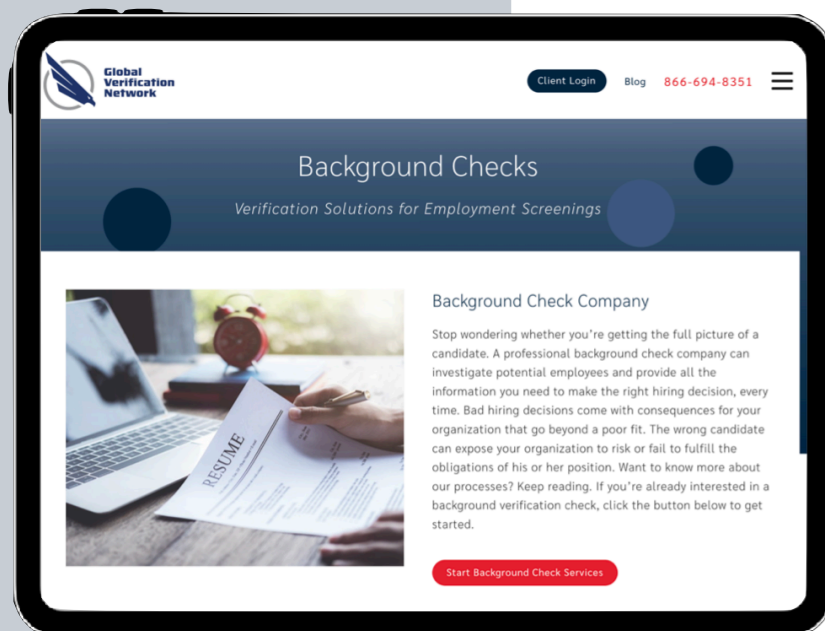 Global
Verification
Network
Client Login
Blog
866-694-8351
Background Checks
Verification Solutions for Employment Screenings
RESUME
Background Check Company
Stop wondering whether you're getting the full picture of a
candidate. A professional background check company can
investigate potential employees and provide all the
information you need to make the right hiring decision, every
time. Bad hiring decisions come with consequences for your
organization that go beyond a poor fit. The wrong candidate
can expose your organization to risk or fail to fulfill the
obligations of his or her position. Want to know more about
our processes? Keep reading. If you're already interested in a
background verification check, click the button below to get
started.
Start Background Check Services